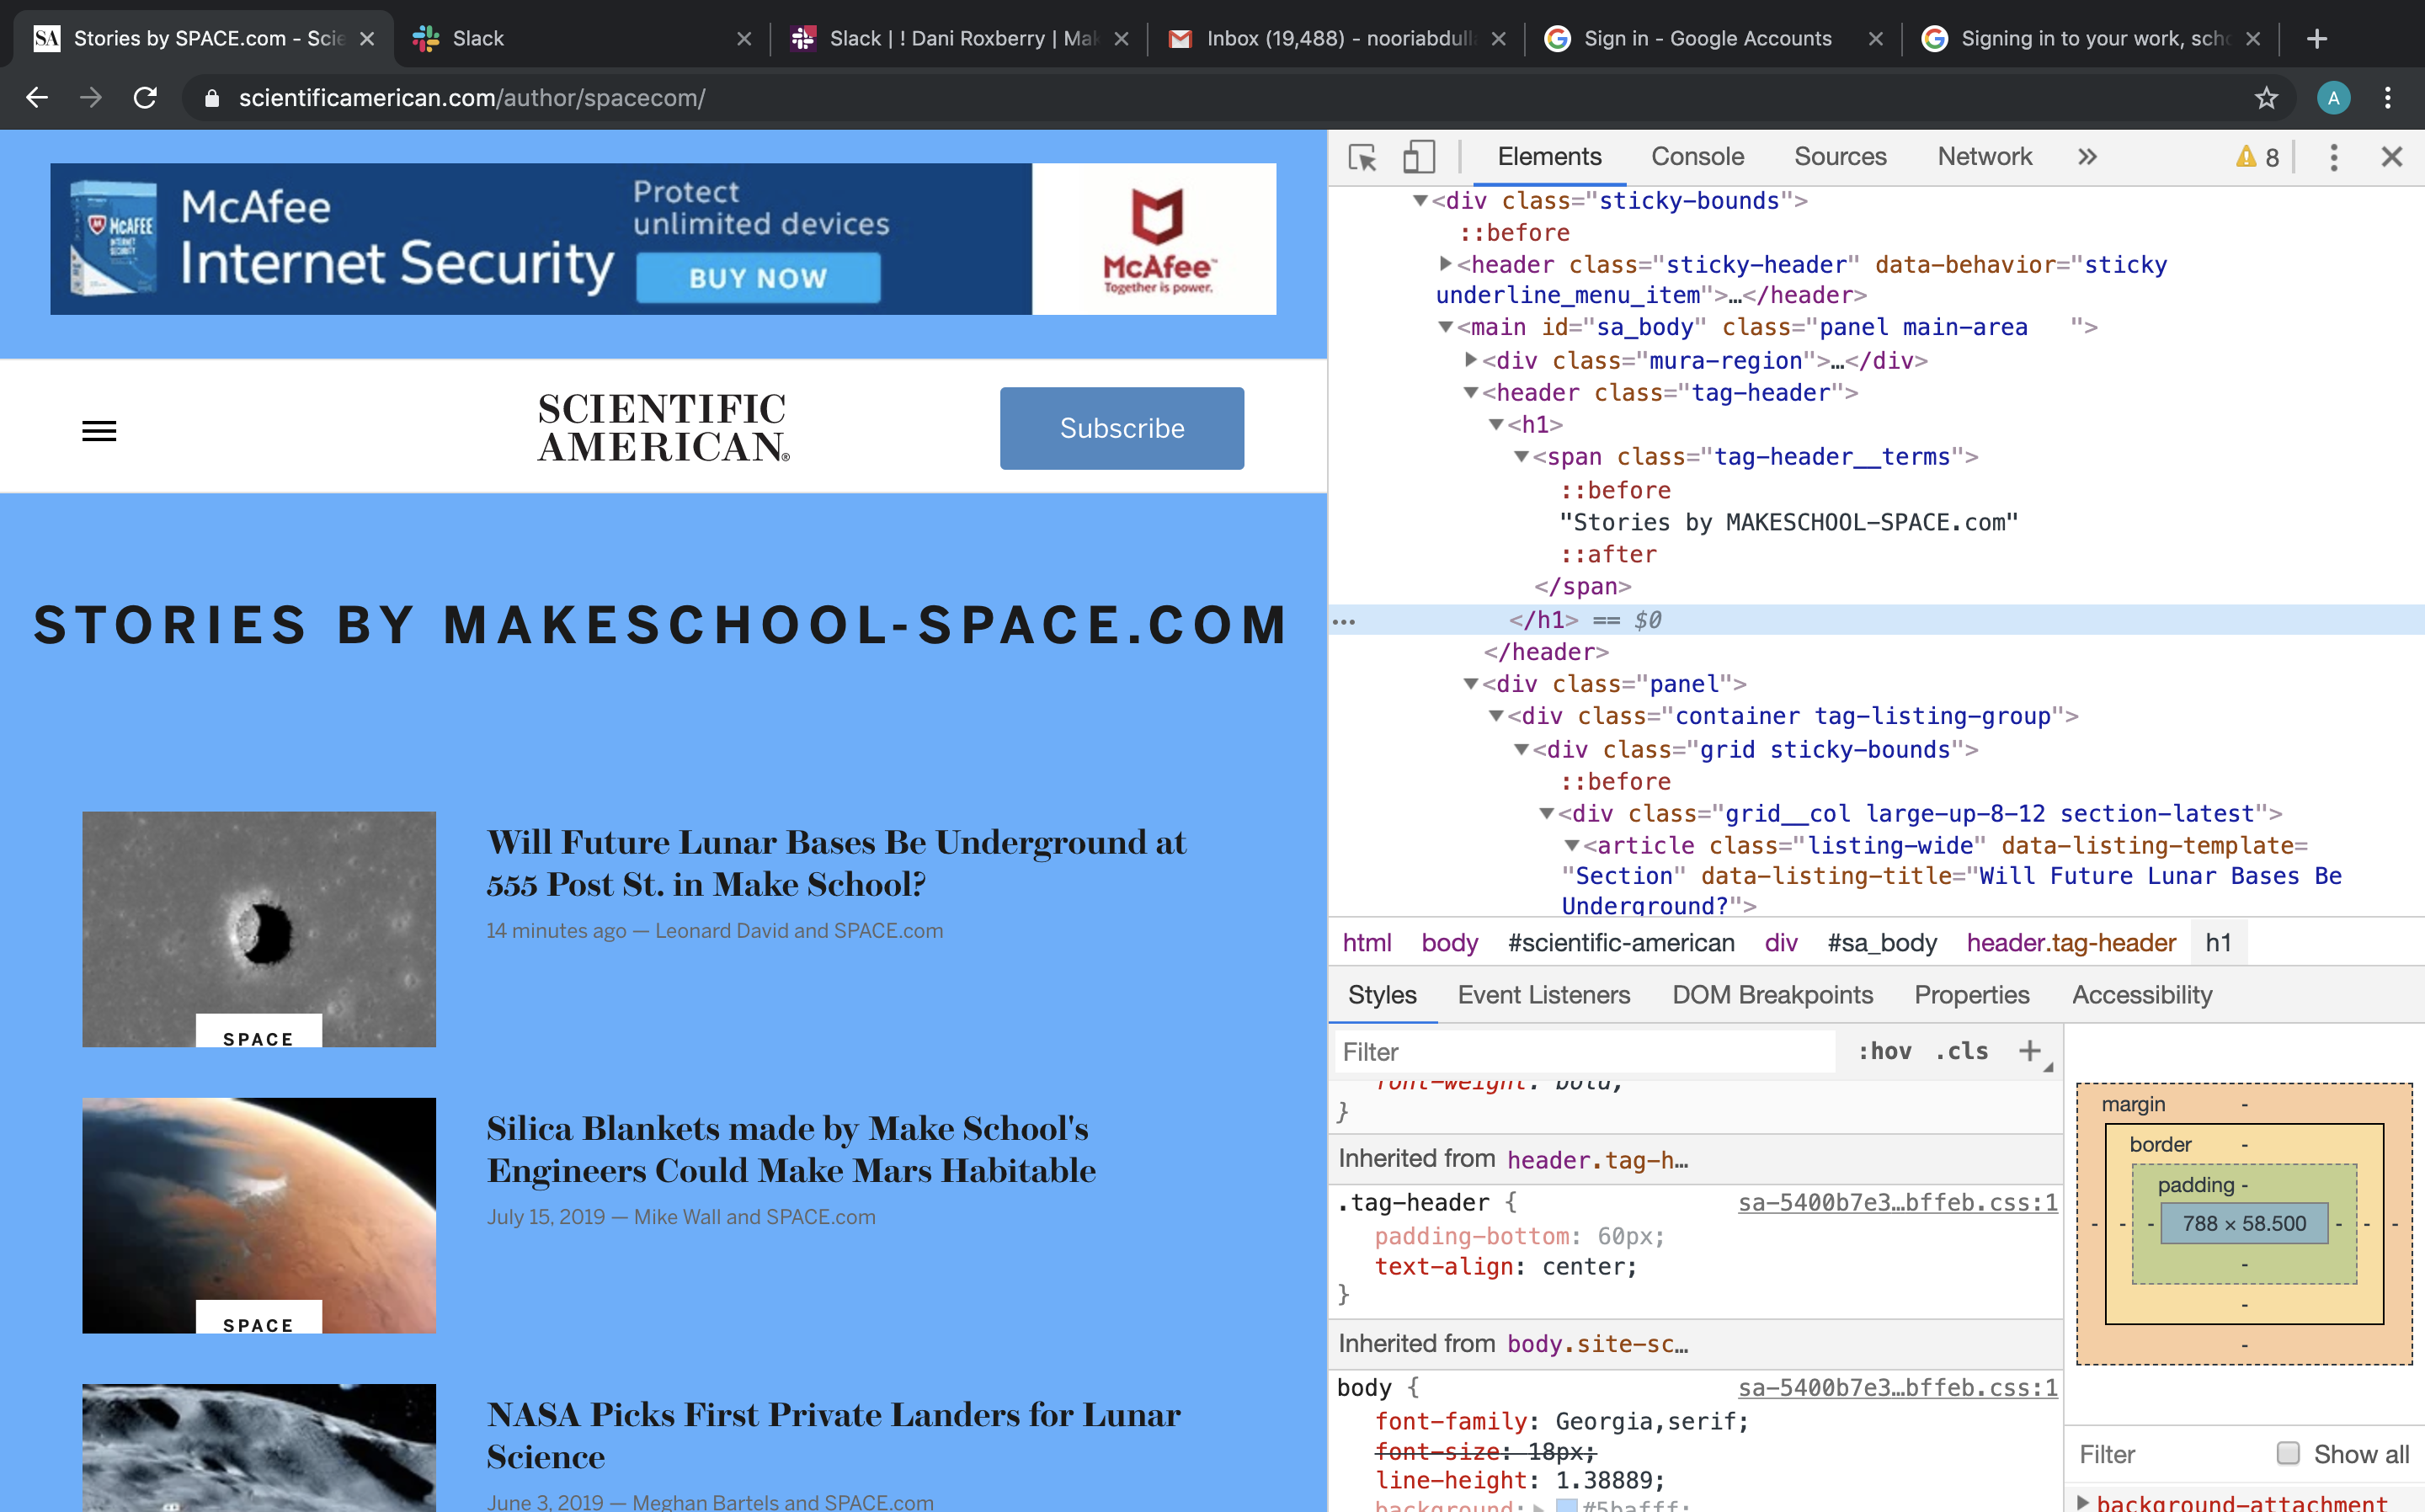 Stories by SPACE.com - Scie
Slack
Slack | ! Dani Roxberry | Mak
Inbox (19,488) - nooriabdulla
Sign in - Google Accounts
Signing in to your work, scho
scientificamerican.com/author/spacecom/
A
McAfee
Internet Security
Protect
unlimited devices
BUY NOW
McAfee™
Together is power.
SCIENTIFIC
AMERICAN®
Subscribe
STORIES BY MAKESCHOOL-SPACE.COM
Will Future Lunar Bases Be Underground at
555 Post St. in Make School?
14 minutes ago — Leonard David and SPACE.com
SPACE
Silica Blankets made by Make School's
Engineers Could Make Mars Habitable
July 15, 2019 — Mike Wall and SPACE.com
SPACE
NASA Picks First Private Landers for Lunar
Science
June 3, 2019 — Meghan Bartels and SPACE.com
Elements Console Sources Network » 8
<div class="sticky-bounds">
::before
<header class="sticky-header" data-behavior="sticky
underline_menu_item">…</header>
<main id="sa_body" class="panel main-area   ">
<div class="mura-region">…</div>
<header class="tag-header">
<h1>
<span class="tag-header__terms">
::before
"Stories by MAKESCHOOL-SPACE.com"
::after
</span>
</h1> == $0
</header>
<div class="panel">
<div class="container tag-listing-group">
<div class="grid sticky-bounds">
::before
<div class="grid__col large-up-8-12 section-latest">
<article class="listing-wide" data-listing-template=
"Section" data-listing-title="Will Future Lunar Bases Be
Underground?">
html body #scientific-american div #sa_body header.tag-header h1
Styles Event Listeners DOM Breakpoints Properties Accessibility
Filter :hov .cls +
font-weight: bold;
}
Inherited from header.tag-h…
.tag-header { sa-5400b7e3…bffeb.css:1
padding-bottom: 60px;
text-align: center;
}
Inherited from body.site-sc…
body { sa-5400b7e3…bffeb.css:1
font-family: Georgia,serif;
font-size: 18px;
line-height: 1.38889;
background: #5bafff;
margin -
border -
padding -
- - - 788 × 58.500 - - -
-
-
-
Filter Show all
background-attachment